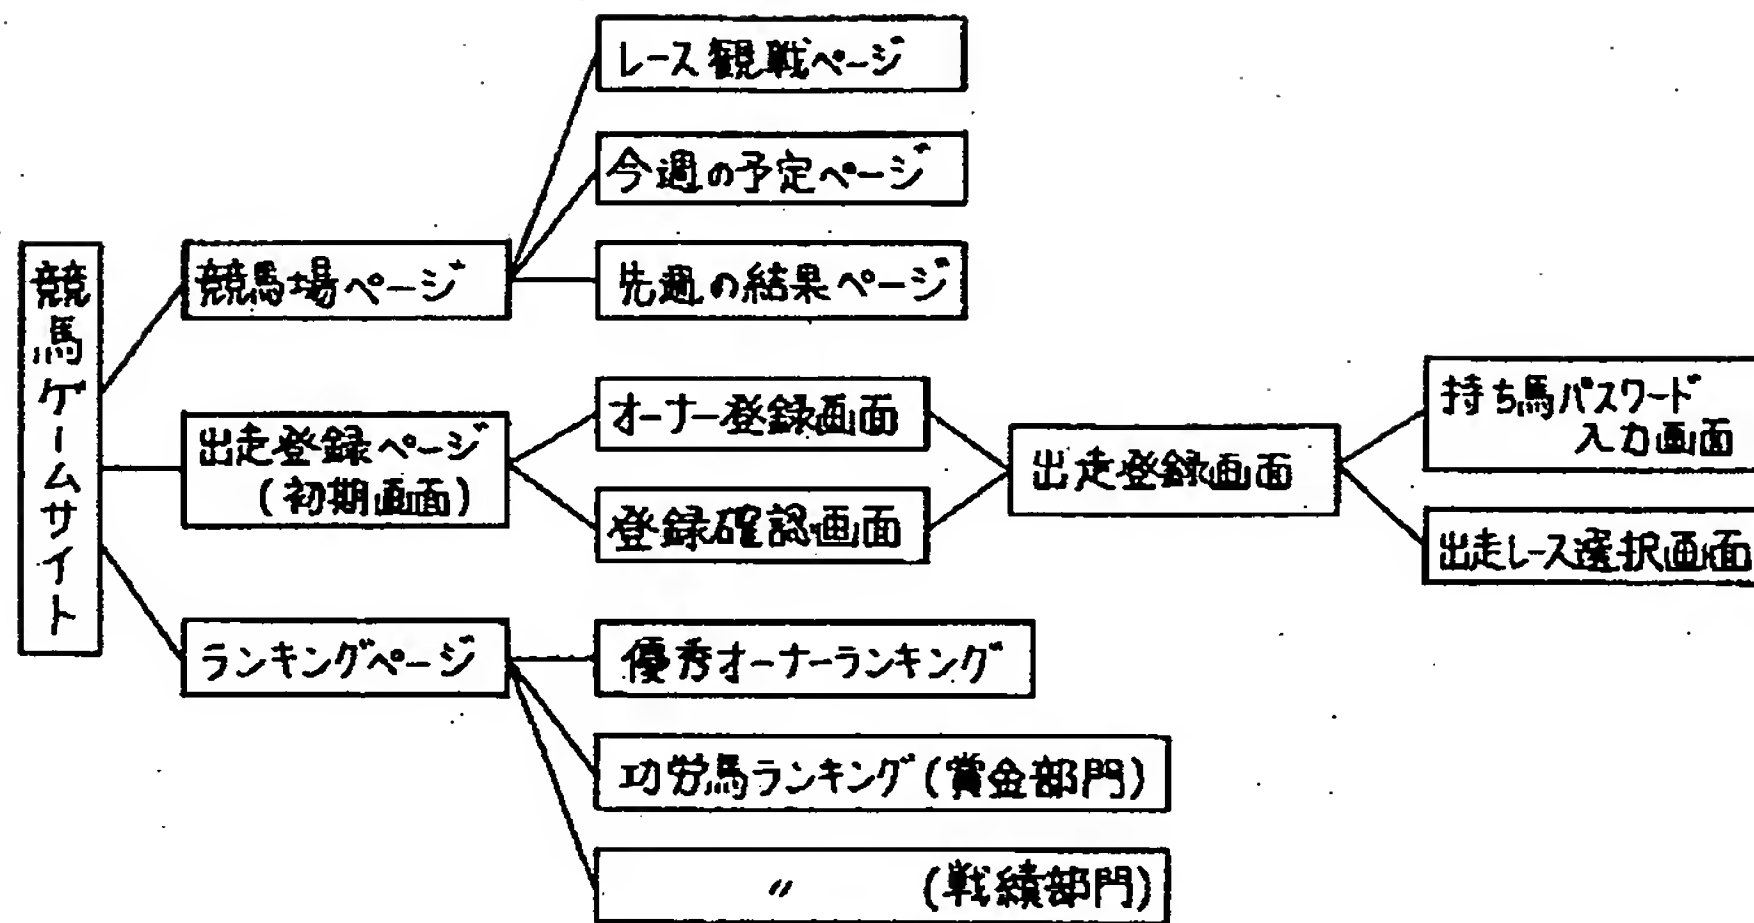 競馬ゲームサイト
競馬場ページ
レース観戦ページ
今週の予定ページ
先週の結果ページ
出走登録ページ
(初期画面)
オーナー登録画面
登録確認画面
出走登録画面
持ち馬パスワード
入力画面
出走レース選択画面
ランキングページ
優秀オーナーランキング
功労馬ランキング(賞金部門)
〃 (戦績部門)